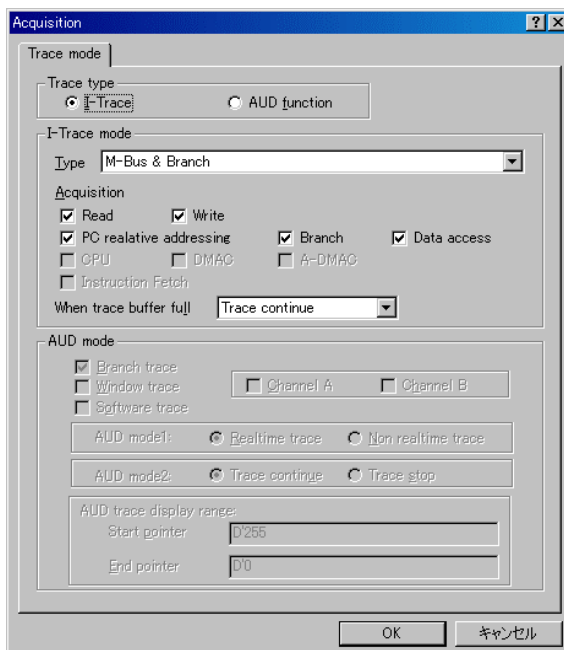 Acquisition
Trace mode
Trace type
I-Trace AUD function
I-Trace mode
Type M-Bus & Branch
Acquisition
Read Write
PC realative addressing Branch Data access
CPU DMAC A-DMAC
Instruction Fetch
When trace buffer full Trace continue
AUD mode
Branch trace
Window trace Channel A Channel B
Software trace
AUD mode1: Realtime trace Non realtime trace
AUD mode2: Trace continue Trace stop
AUD trace display range:
Start pointer D'255
End pointer D'0
OK キャンセル